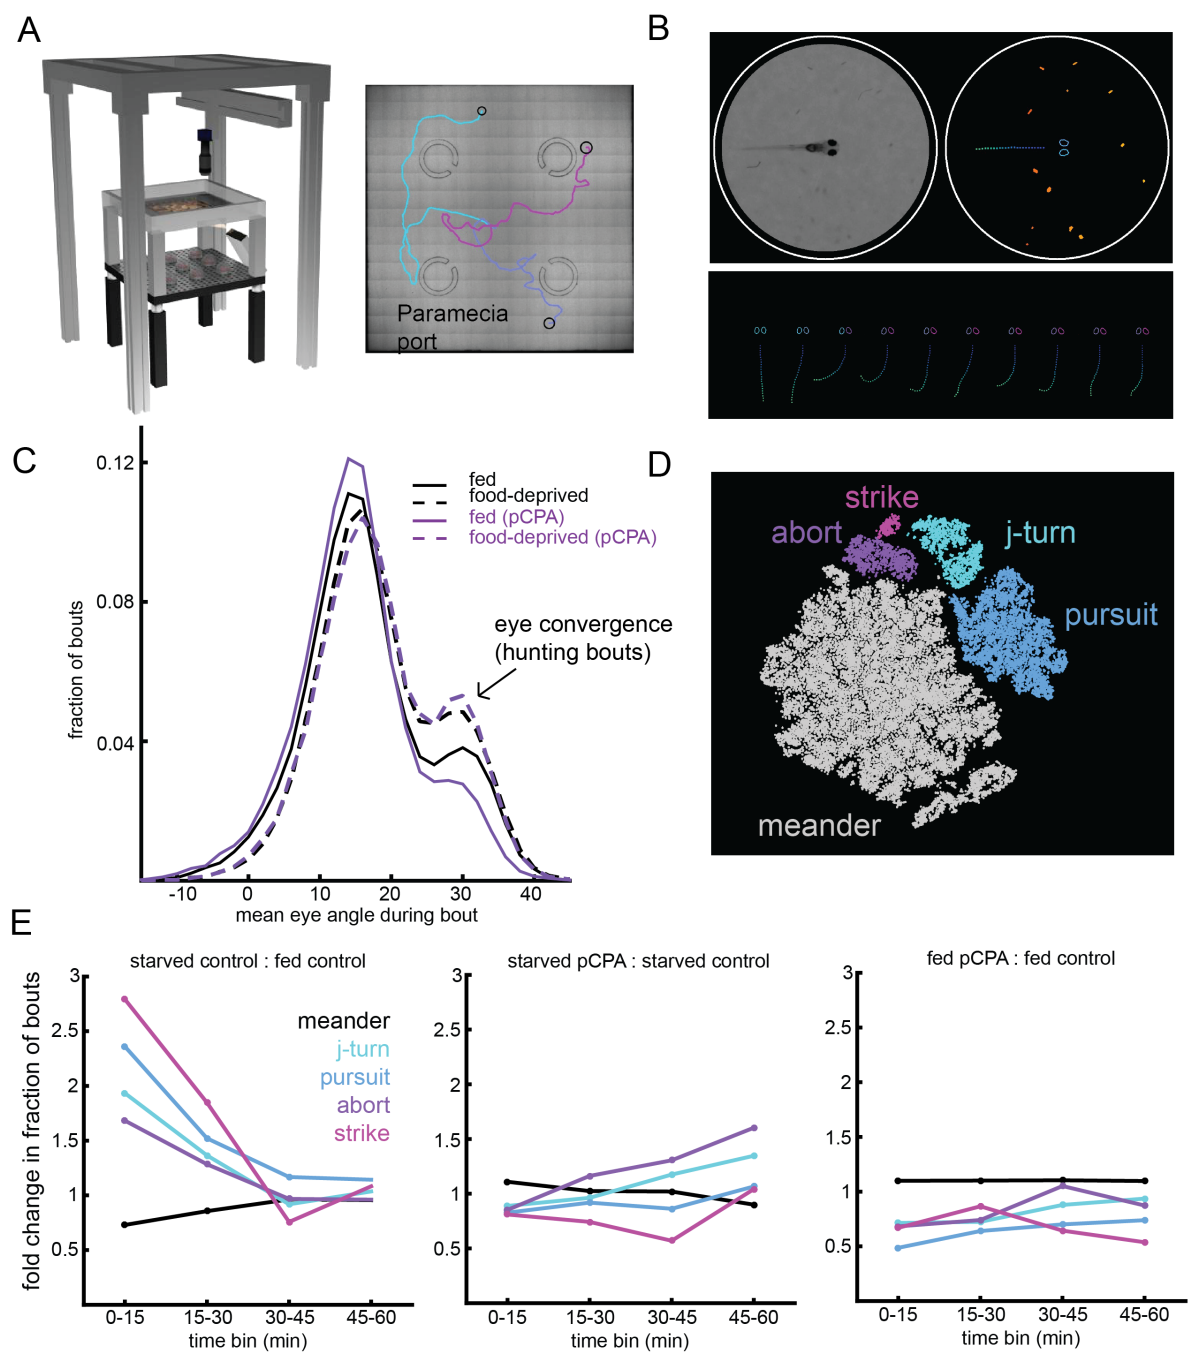 A
Paramecia
port
B
C
0.12
0.08
0.04
fraction of bouts
fed
food-deprived
fed (pCPA)
food-deprived (pCPA)
eye convergence
(hunting bouts)
-10 0 10 20 30 40
mean eye angle during bout
D
strike
abort
j-turn
pursuit
meander
E
fold change in fraction of bouts
starved control : fed control
3
2.5
2
1.5
1
0.5
meander
j-turn
pursuit
abort
strike
0-15 15-30 30-45 45-60
time bin (min)
starved pCPA : starved control
3
2.5
2
1.5
1
0.5
0-15 15-30 30-45 45-60
time bin (min)
fed pCPA : fed control
3
2.5
2
1.5
1
0.5
0-15 15-30 30-45 45-60
time bin (min)